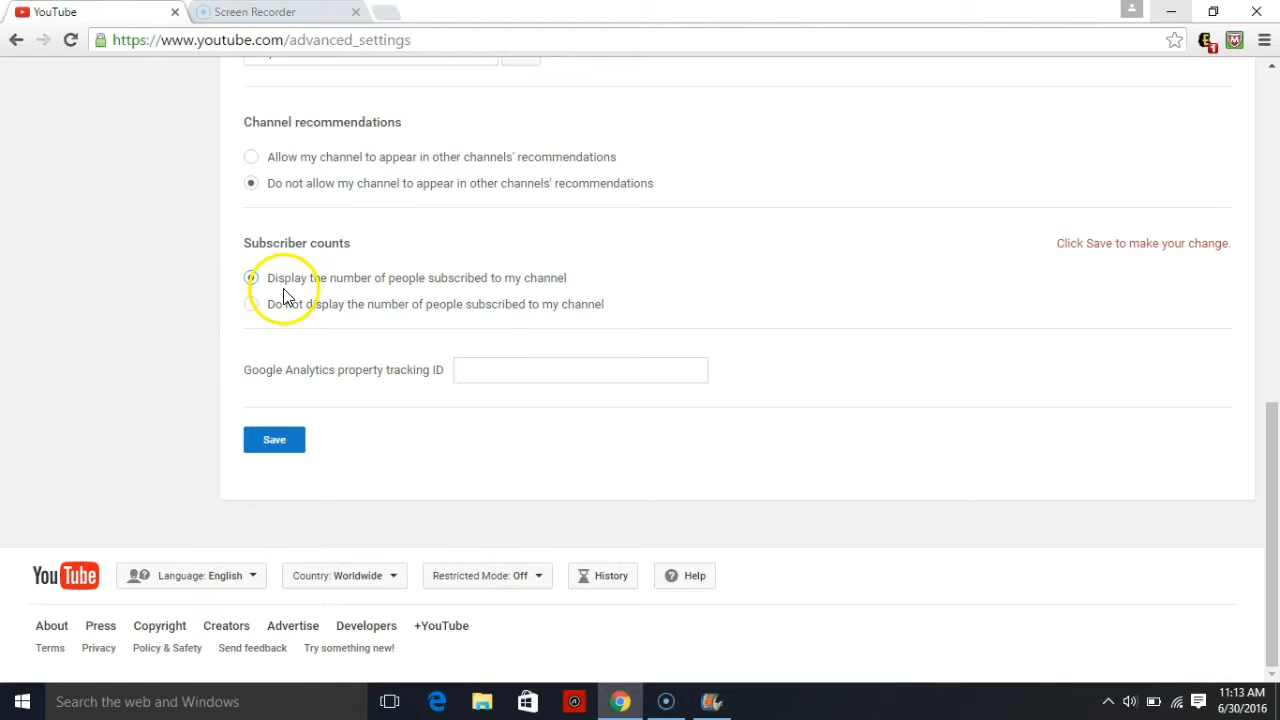 YouTube
Screen Recorder
https://www.youtube.com/advanced_settings
1
Channel recommendations
Allow my channel to appear in other channels' recommendations
Do not allow my channel to appear in other channels' recommendations
Subscriber counts
Click Save to make your change.
Display the number of people subscribed to my channel
Do not display the number of people subscribed to my channel
Google Analytics property tracking ID
Save
YouTube
Language: English
Country: Worldwide
Restricted Mode: Off
History
Help
About Press Copyright Creators Advertise Developers +YouTube
Terms Privacy Policy & Safety Send feedback Try something new!
Search the web and Windows
11:13 AM
6/30/2016